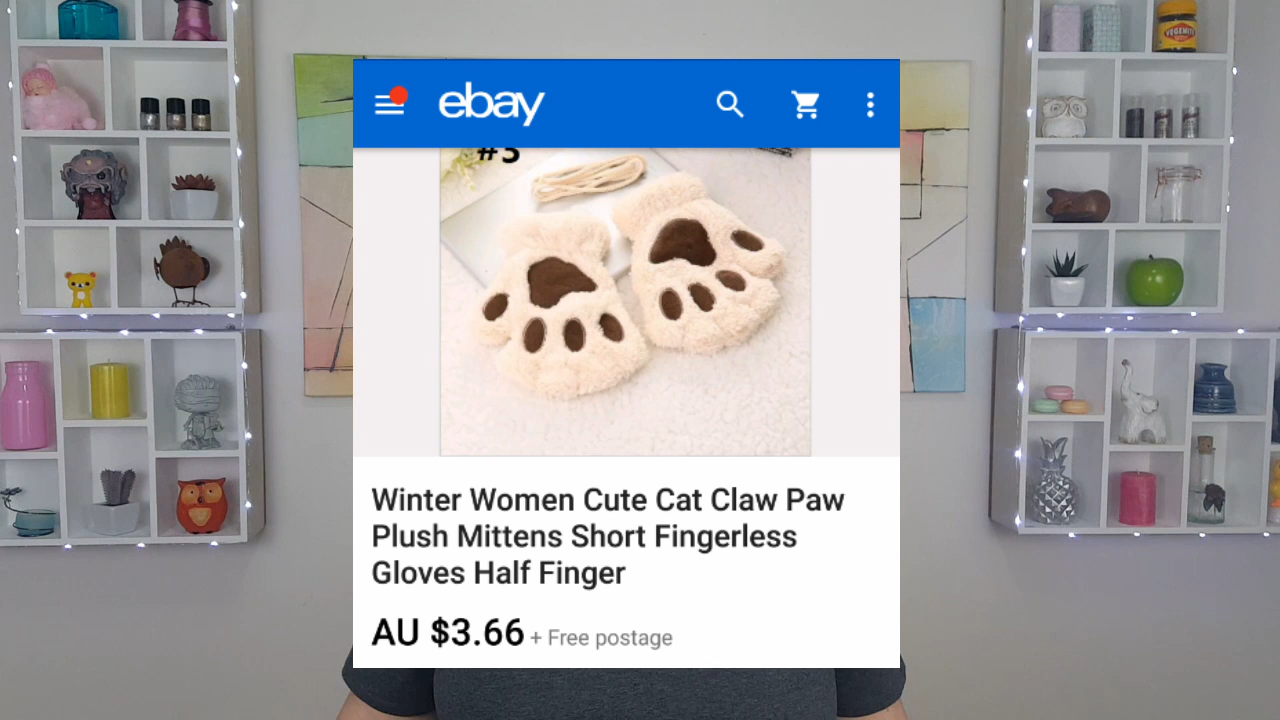 VEGEMITE
ebay
#3
Winter Women Cute Cat Claw Paw
Plush Mittens Short Fingerless
Gloves Half Finger
AU $3.66 + Free postage